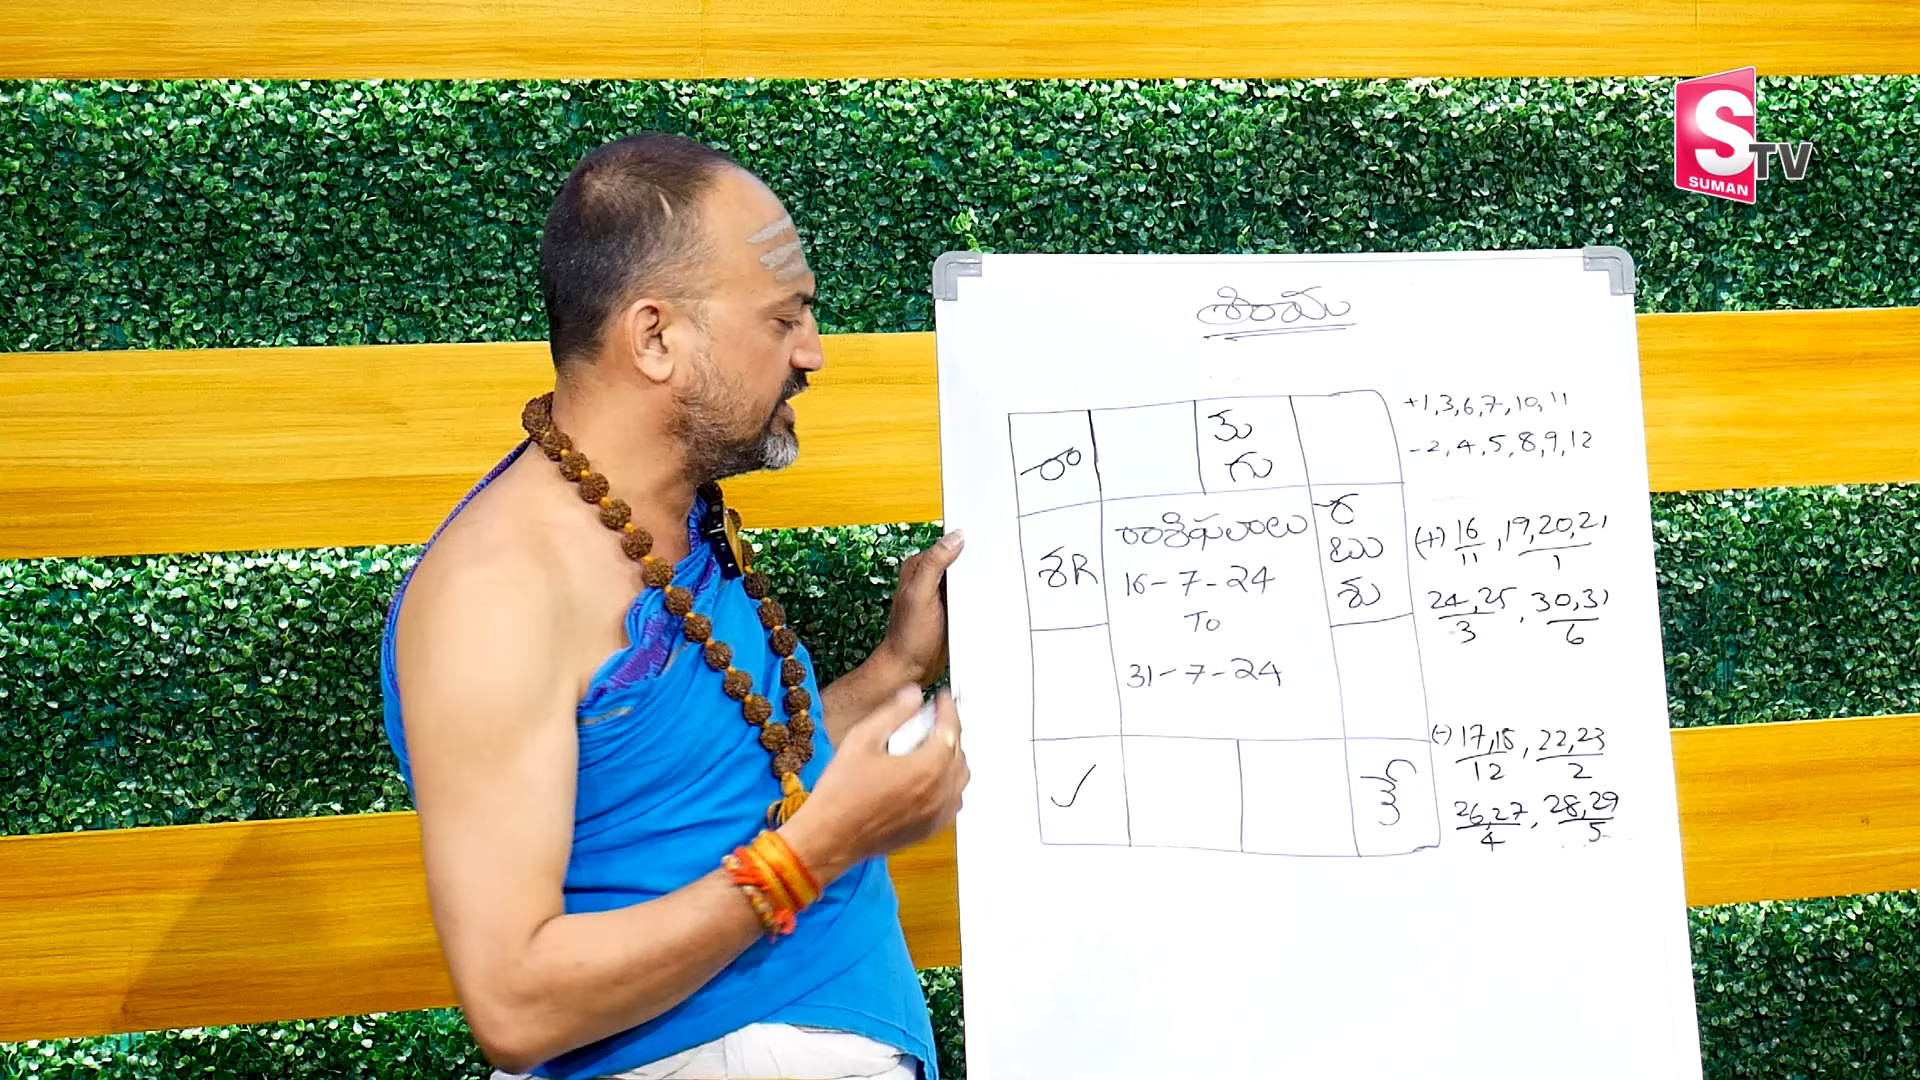 శ్రీరామ
+1,3,6,7,10,11
-2,4,5,8,9,12
రా
కు
గు
ర
బు
శు
శR
రాశిఫలాలు
16-7-24
To
31-7-24
(+) 16/11, 19,20,21/1
24,25/3, 30,31/6
(-) 17,18/12, 22,23/2
26,27/4, 28,29/5
✓
S TV
SUMAN